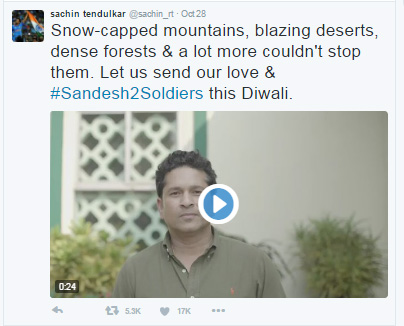 sachin tendulkar @sachin_rt · Oct 28
Snow-capped mountains, blazing deserts,
dense forests & a lot more couldn't stop
them. Let us send our love &
#Sandesh2Soldiers this Diwali.
0:24
5.3K 17K